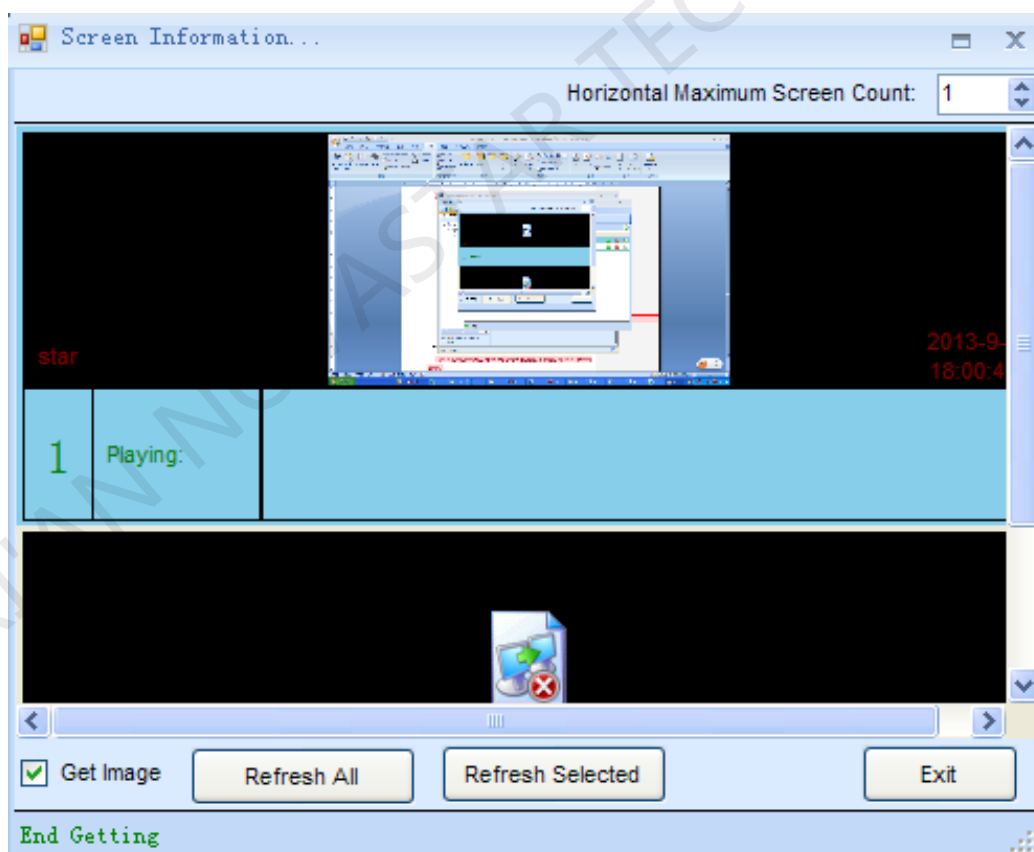 Screen Information...
Horizontal Maximum Screen Count: 1
star
2013-9-
18:00:4
1
Playing:
Get Image
Refresh All
Refresh Selected
Exit
End Getting